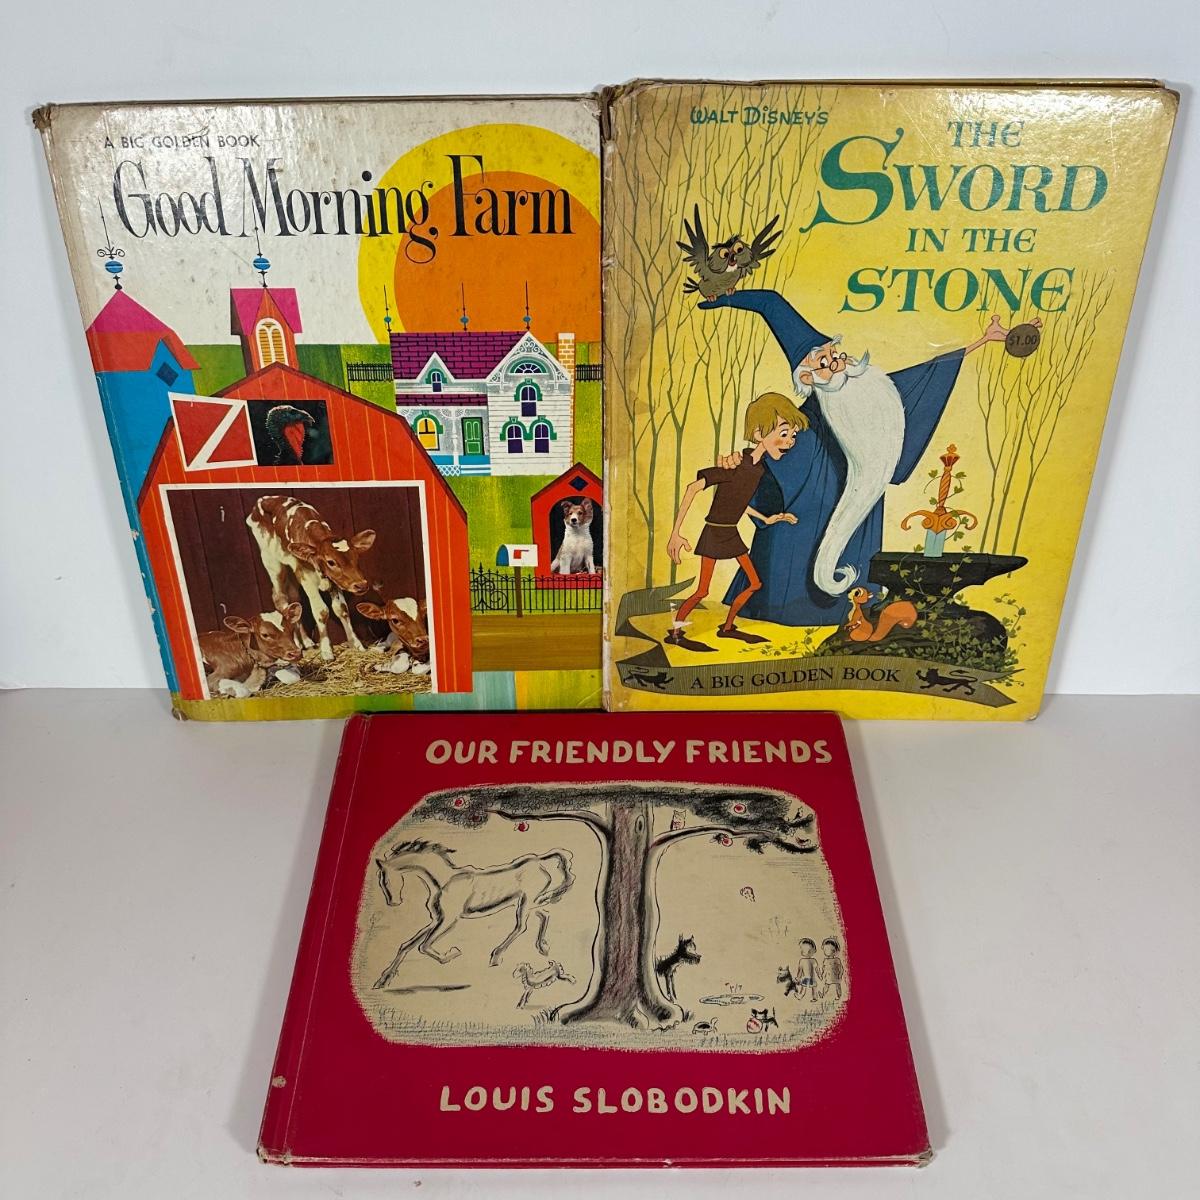 A BIG GOLDEN BOOK
Good Morning, Farm
WALT DISNEY'S
THE
SWORD
IN THE
STONE
$1.00
A BIG GOLDEN BOOK
OUR FRIENDLY FRIENDS
LOUIS SLOBODKIN